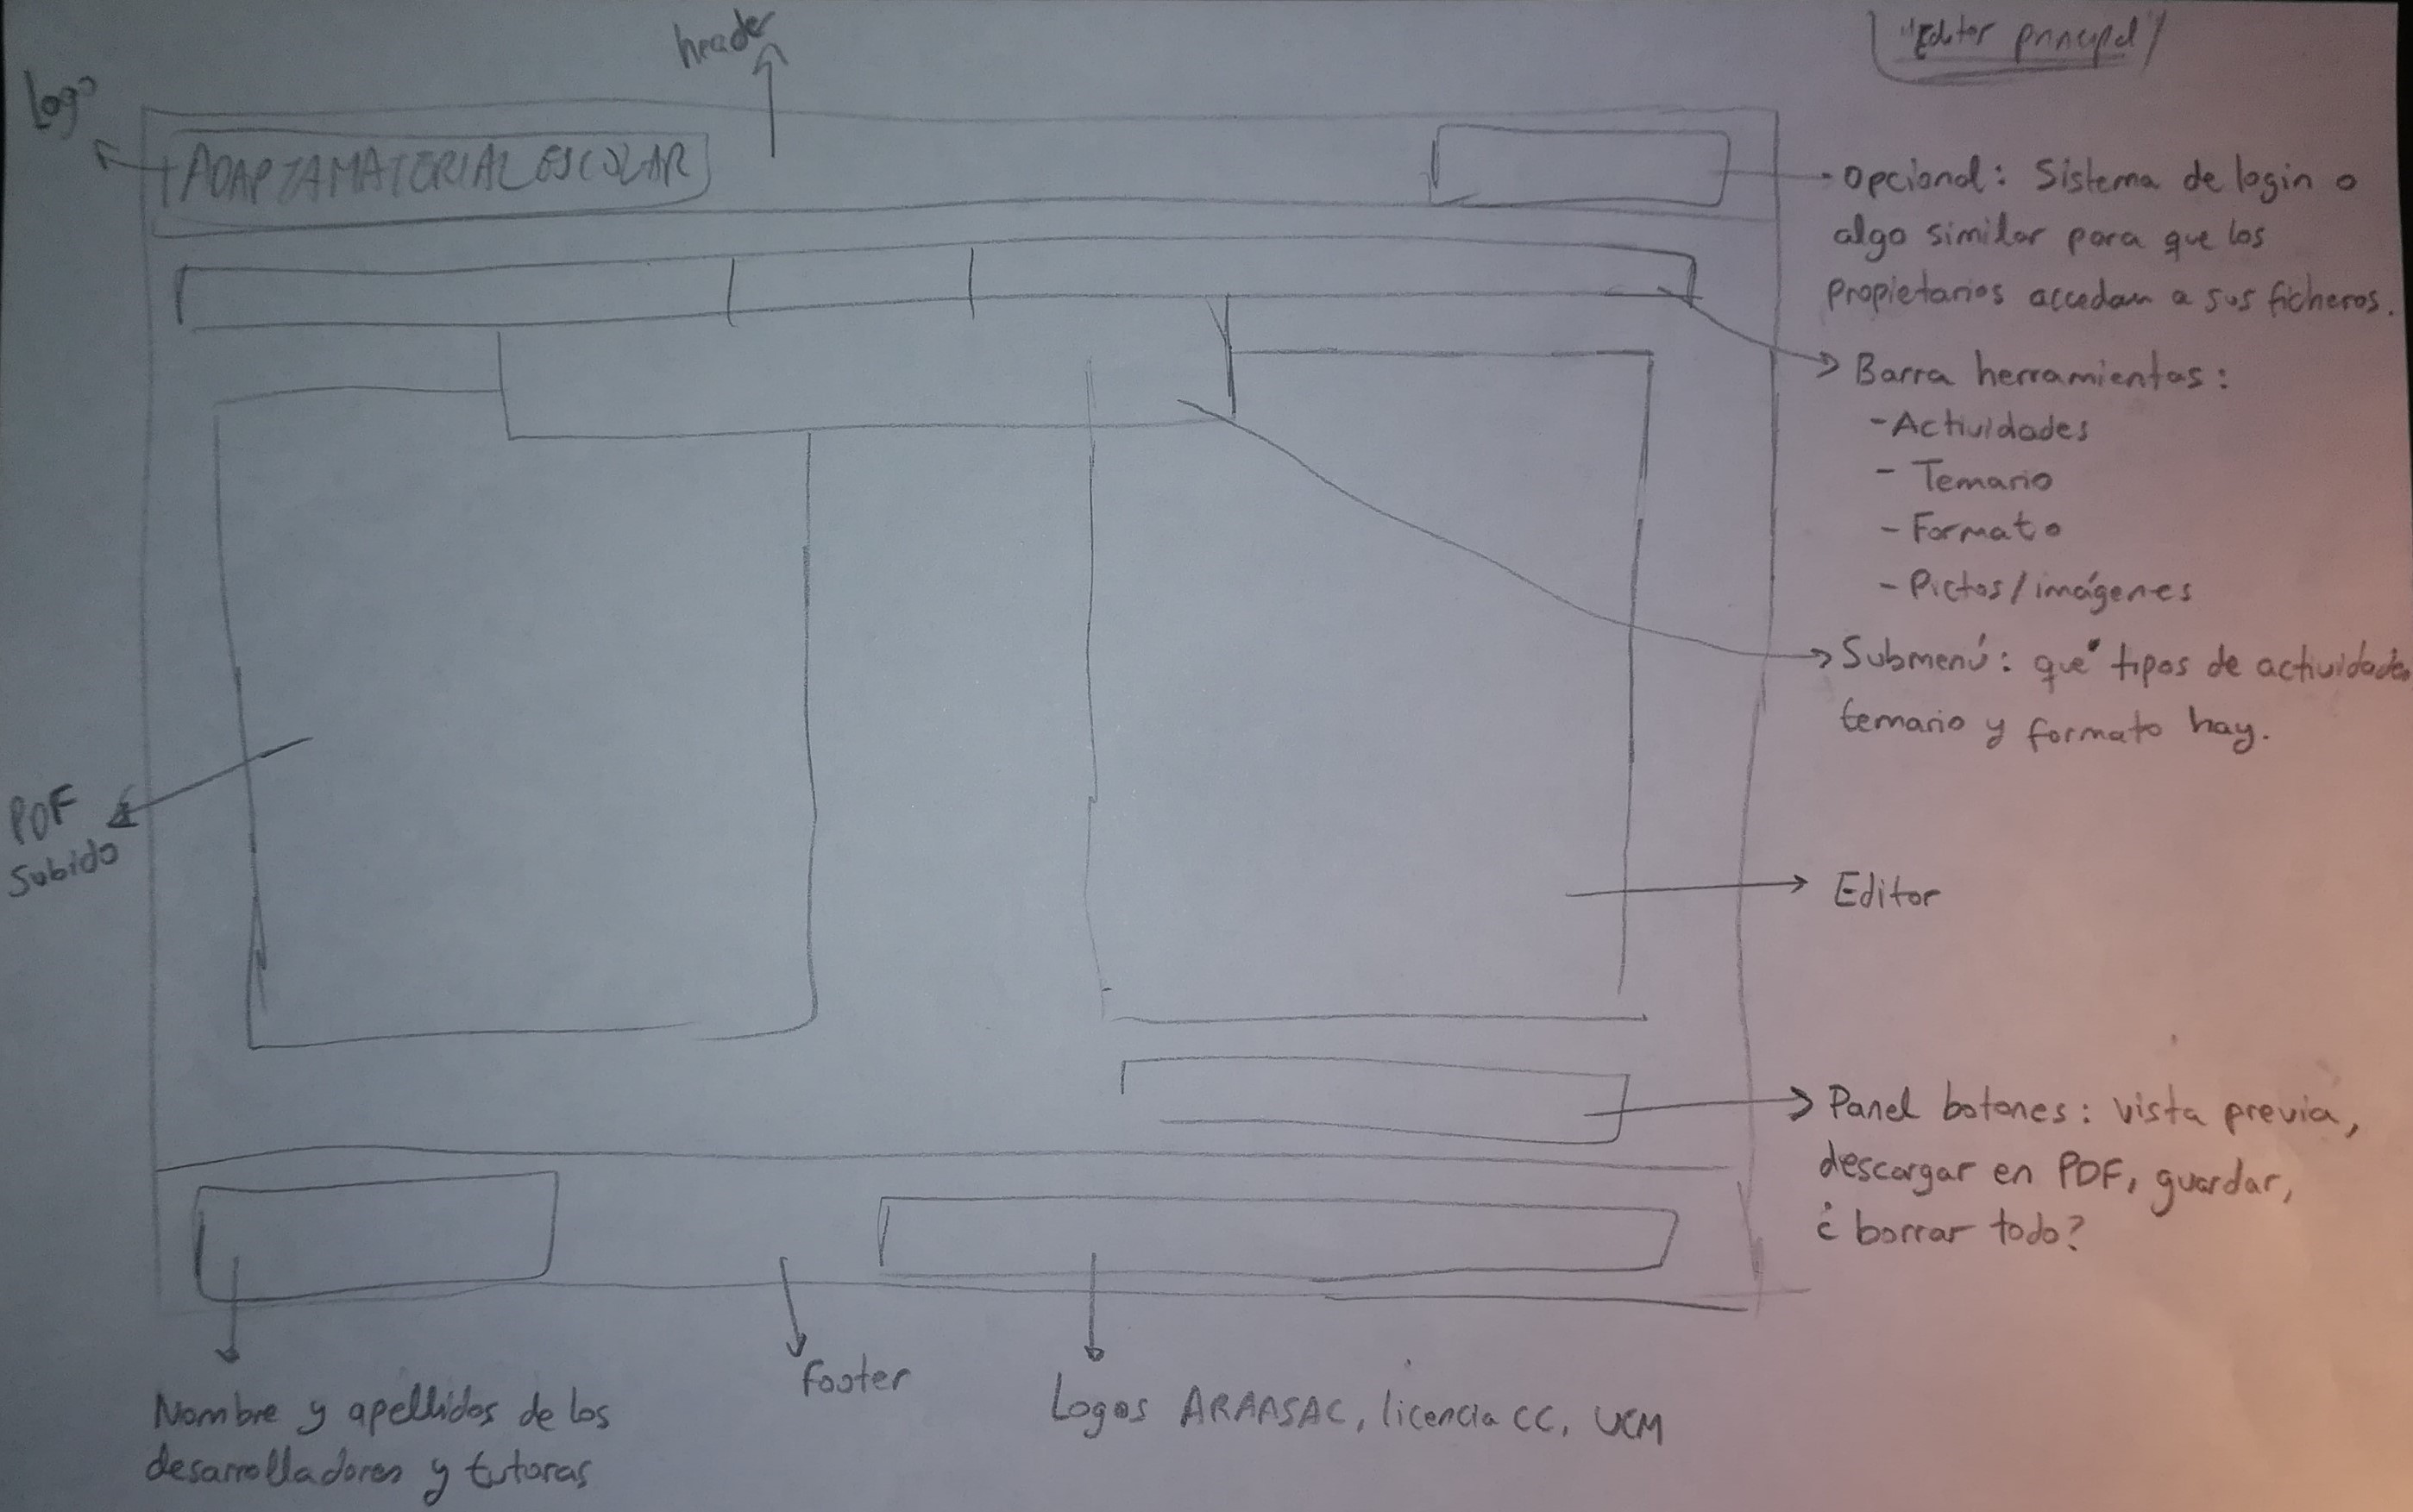 header
"Editor principal"
Logo
ADAPTAMATERIALESCOLAR
Opcional: Sistema de login o
algo similar para que los
propietarios accedan a sus ficheros.
Barra herramientas:
- Actividades
- Temario
- Formato
- Pictos/imágenes
Submenú: qué tipos de actividades
temario y formato hay.
PDF
Subido
Editor
Panel botones: vista previa,
descargar en PDF, guardar,
¿borrar todo?
footer
Nombre y apellidos de los
desarrolladores y tutoras
Logos ARAASAC, licencia CC, UCM